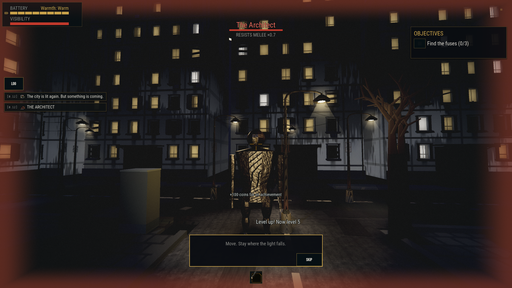 BATTERY
Warmth: Warm
VISIBILITY
The Architect
RESISTS MELEE
OBJECTIVES
Find the fuses (0/3)
The city is lit again. But something is coming.
THE ARCHITECT
Level up! Now level 5
Move. Stay where the light falls.